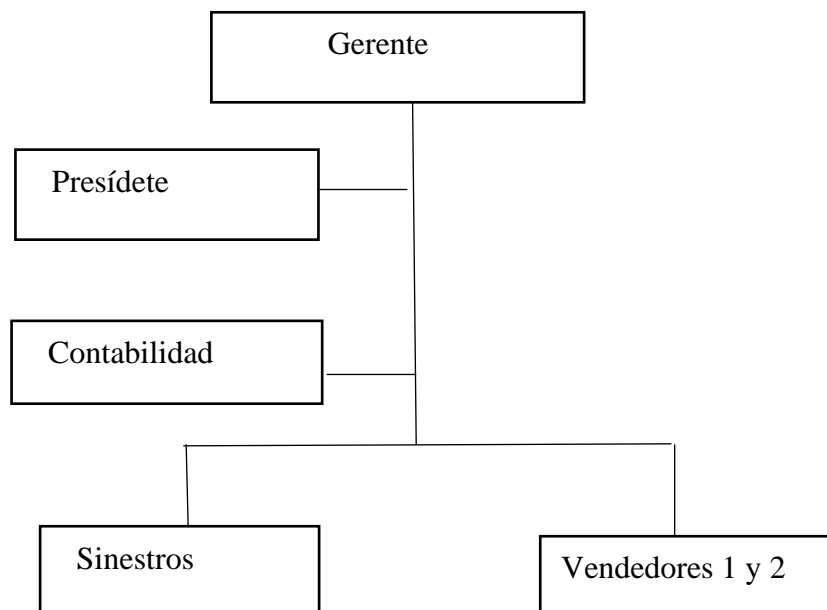 Gerente
Presídete
Contabilidad
Sinestros
Vendedores 1 y 2